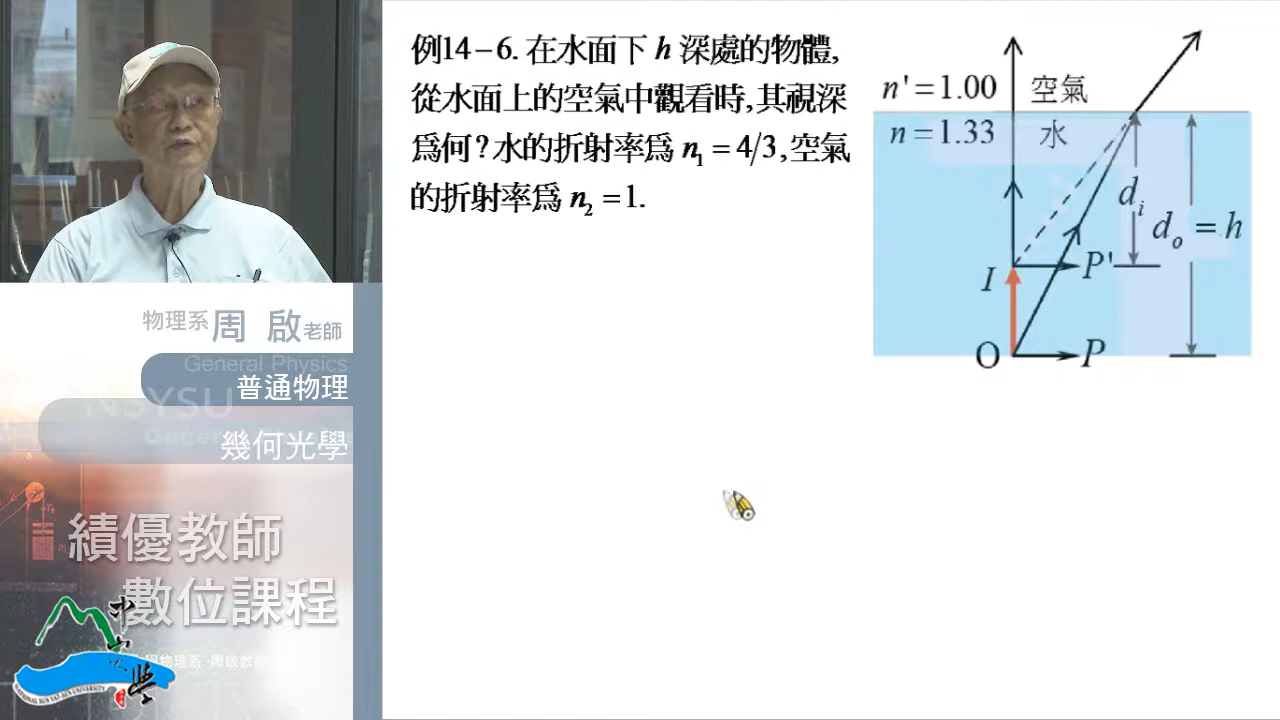 例14－6. 在水面下 h 深處的物體,
從水面上的空氣中觀看時,其視深
爲何?水的折射率爲 n₁ = 4/3,空氣
的折射率爲 n₂ = 1.
n' = 1.00 空氣
n = 1.33 水
dᵢ
dₒ = h
I P'
O P
物理系 周 啟 老師
General Physics
普通物理
NSYSU
幾何光學
績優教師
數位課程